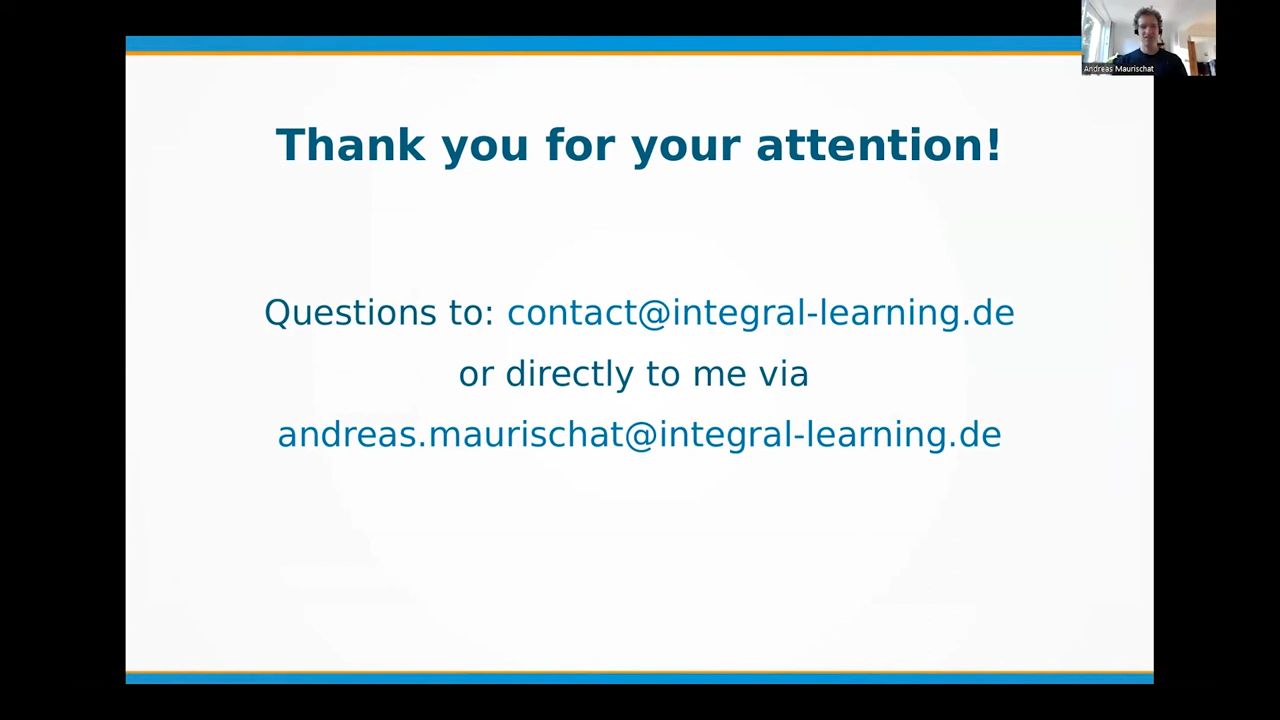 Andreas Maurischat
Thank you for your attention!
Questions to: contact@integral-learning.de
or directly to me via
andreas.maurischat@integral-learning.de